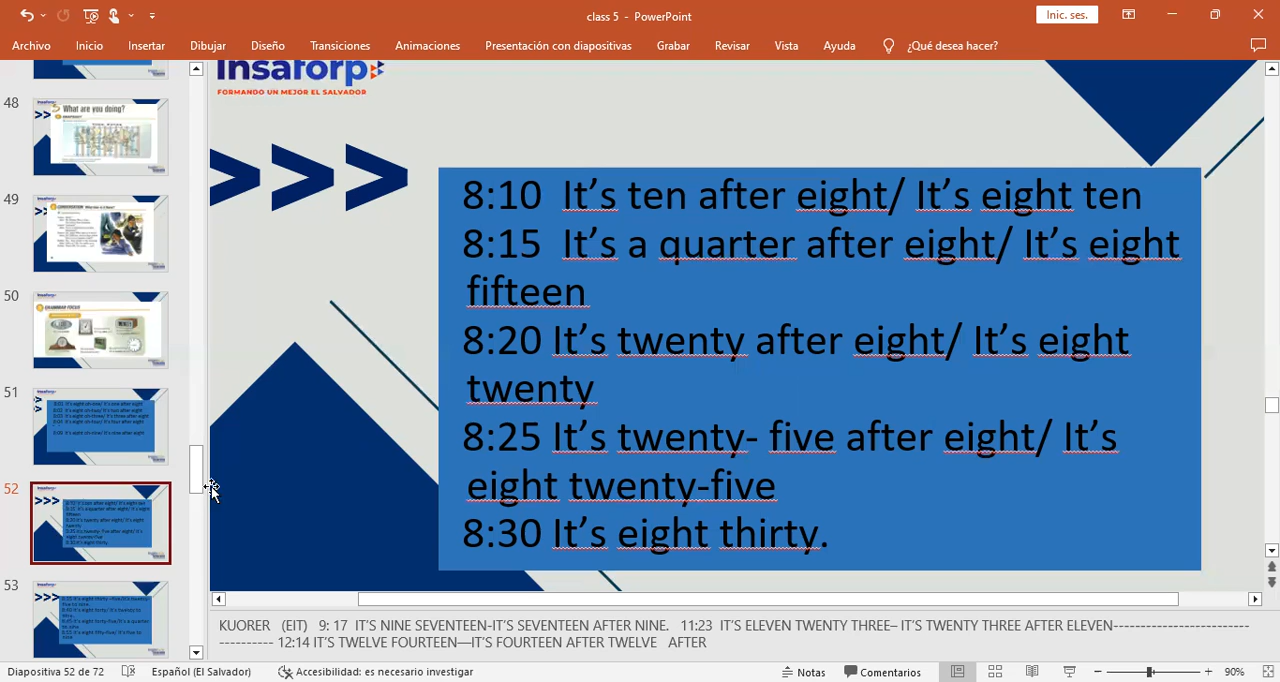 class 5 - PowerPoint
Inic. ses.
Archivo Inicio Insertar Dibujar Diseño Transiciones Animaciones Presentación con diapositivas Grabar Revisar Vista Ayuda ¿Qué desea hacer?
48
What are you doing?
49
50
51
52
53
Insaforp
FORMANDO UN MEJOR EL SALVADOR
>>>
8:10 It’s ten after eight/ It’s eight ten
8:15 It’s a quarter after eight/ It’s eight
fifteen
8:20 It’s twenty after eight/ It’s eight
twenty
8:25 It’s twenty- five after eight/ It’s
eight twenty-five
8:30 It’s eight thirty.
KUÖRER (EIT) 9: 17 IT’S NINE SEVENTEEN-IT’S SEVENTEEN AFTER NINE. 11:23 IT’S ELEVEN TWENTY THREE– IT’S TWENTY THREE AFTER ELEVEN---------------------------
---------- 12:14 IT’S TWELVE FOURTEEN—IT’S FOURTEEN AFTER TWELVE AFTER
Diapositiva 52 de 72 Español (El Salvador) Accesibilidad: es necesario investigar Notas Comentarios 90%